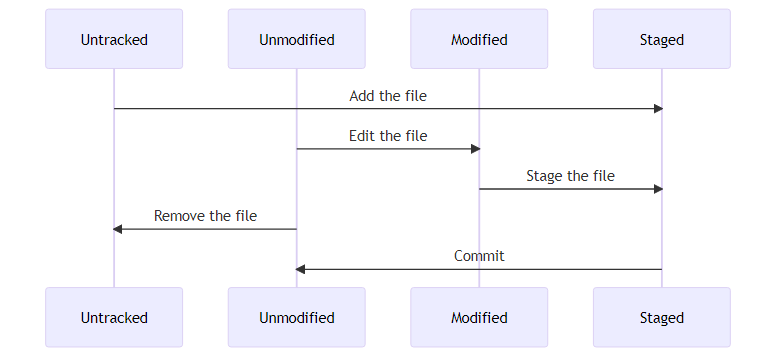 Untracked
Unmodified
Modified
Staged
Add the file
Edit the file
Stage the file
Remove the file
Commit
Untracked
Unmodified
Modified
Staged